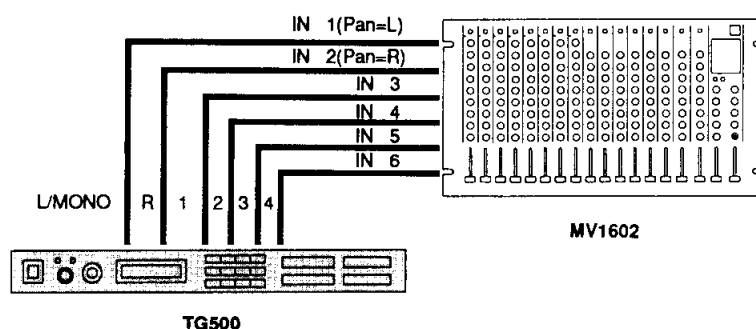 IN 1(Pan=L)
IN 2(Pan=R)
IN 3
IN 4
IN 5
IN 6
L/MONO R 1 2 3 4
MV1602
TG500